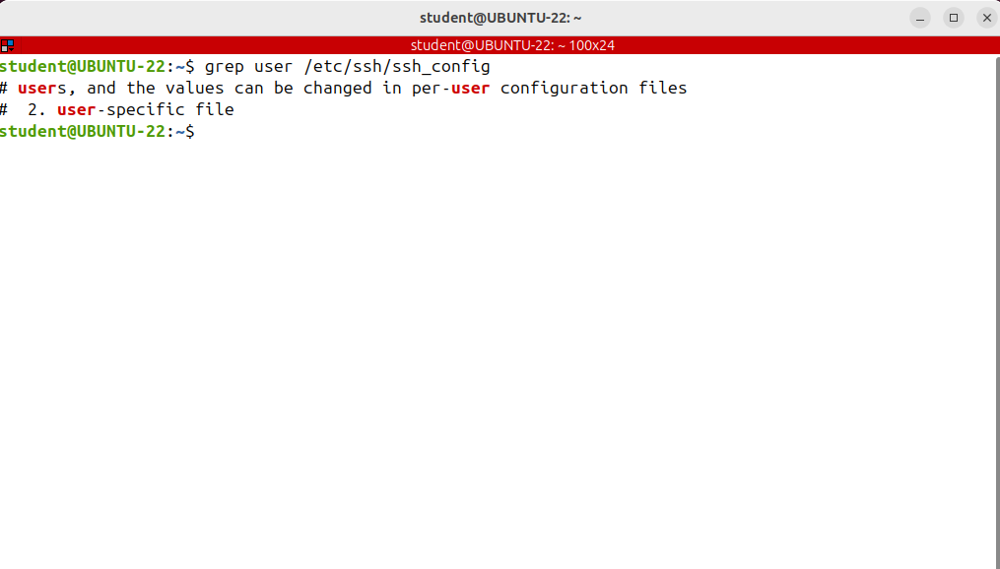 student@UBUNTU-22: ~
student@UBUNTU-22: ~ 100x24
student@UBUNTU-22:~$ grep user /etc/ssh/ssh_config
# users, and the values can be changed in per-user configuration files
#  2. user-specific file
student@UBUNTU-22:~$